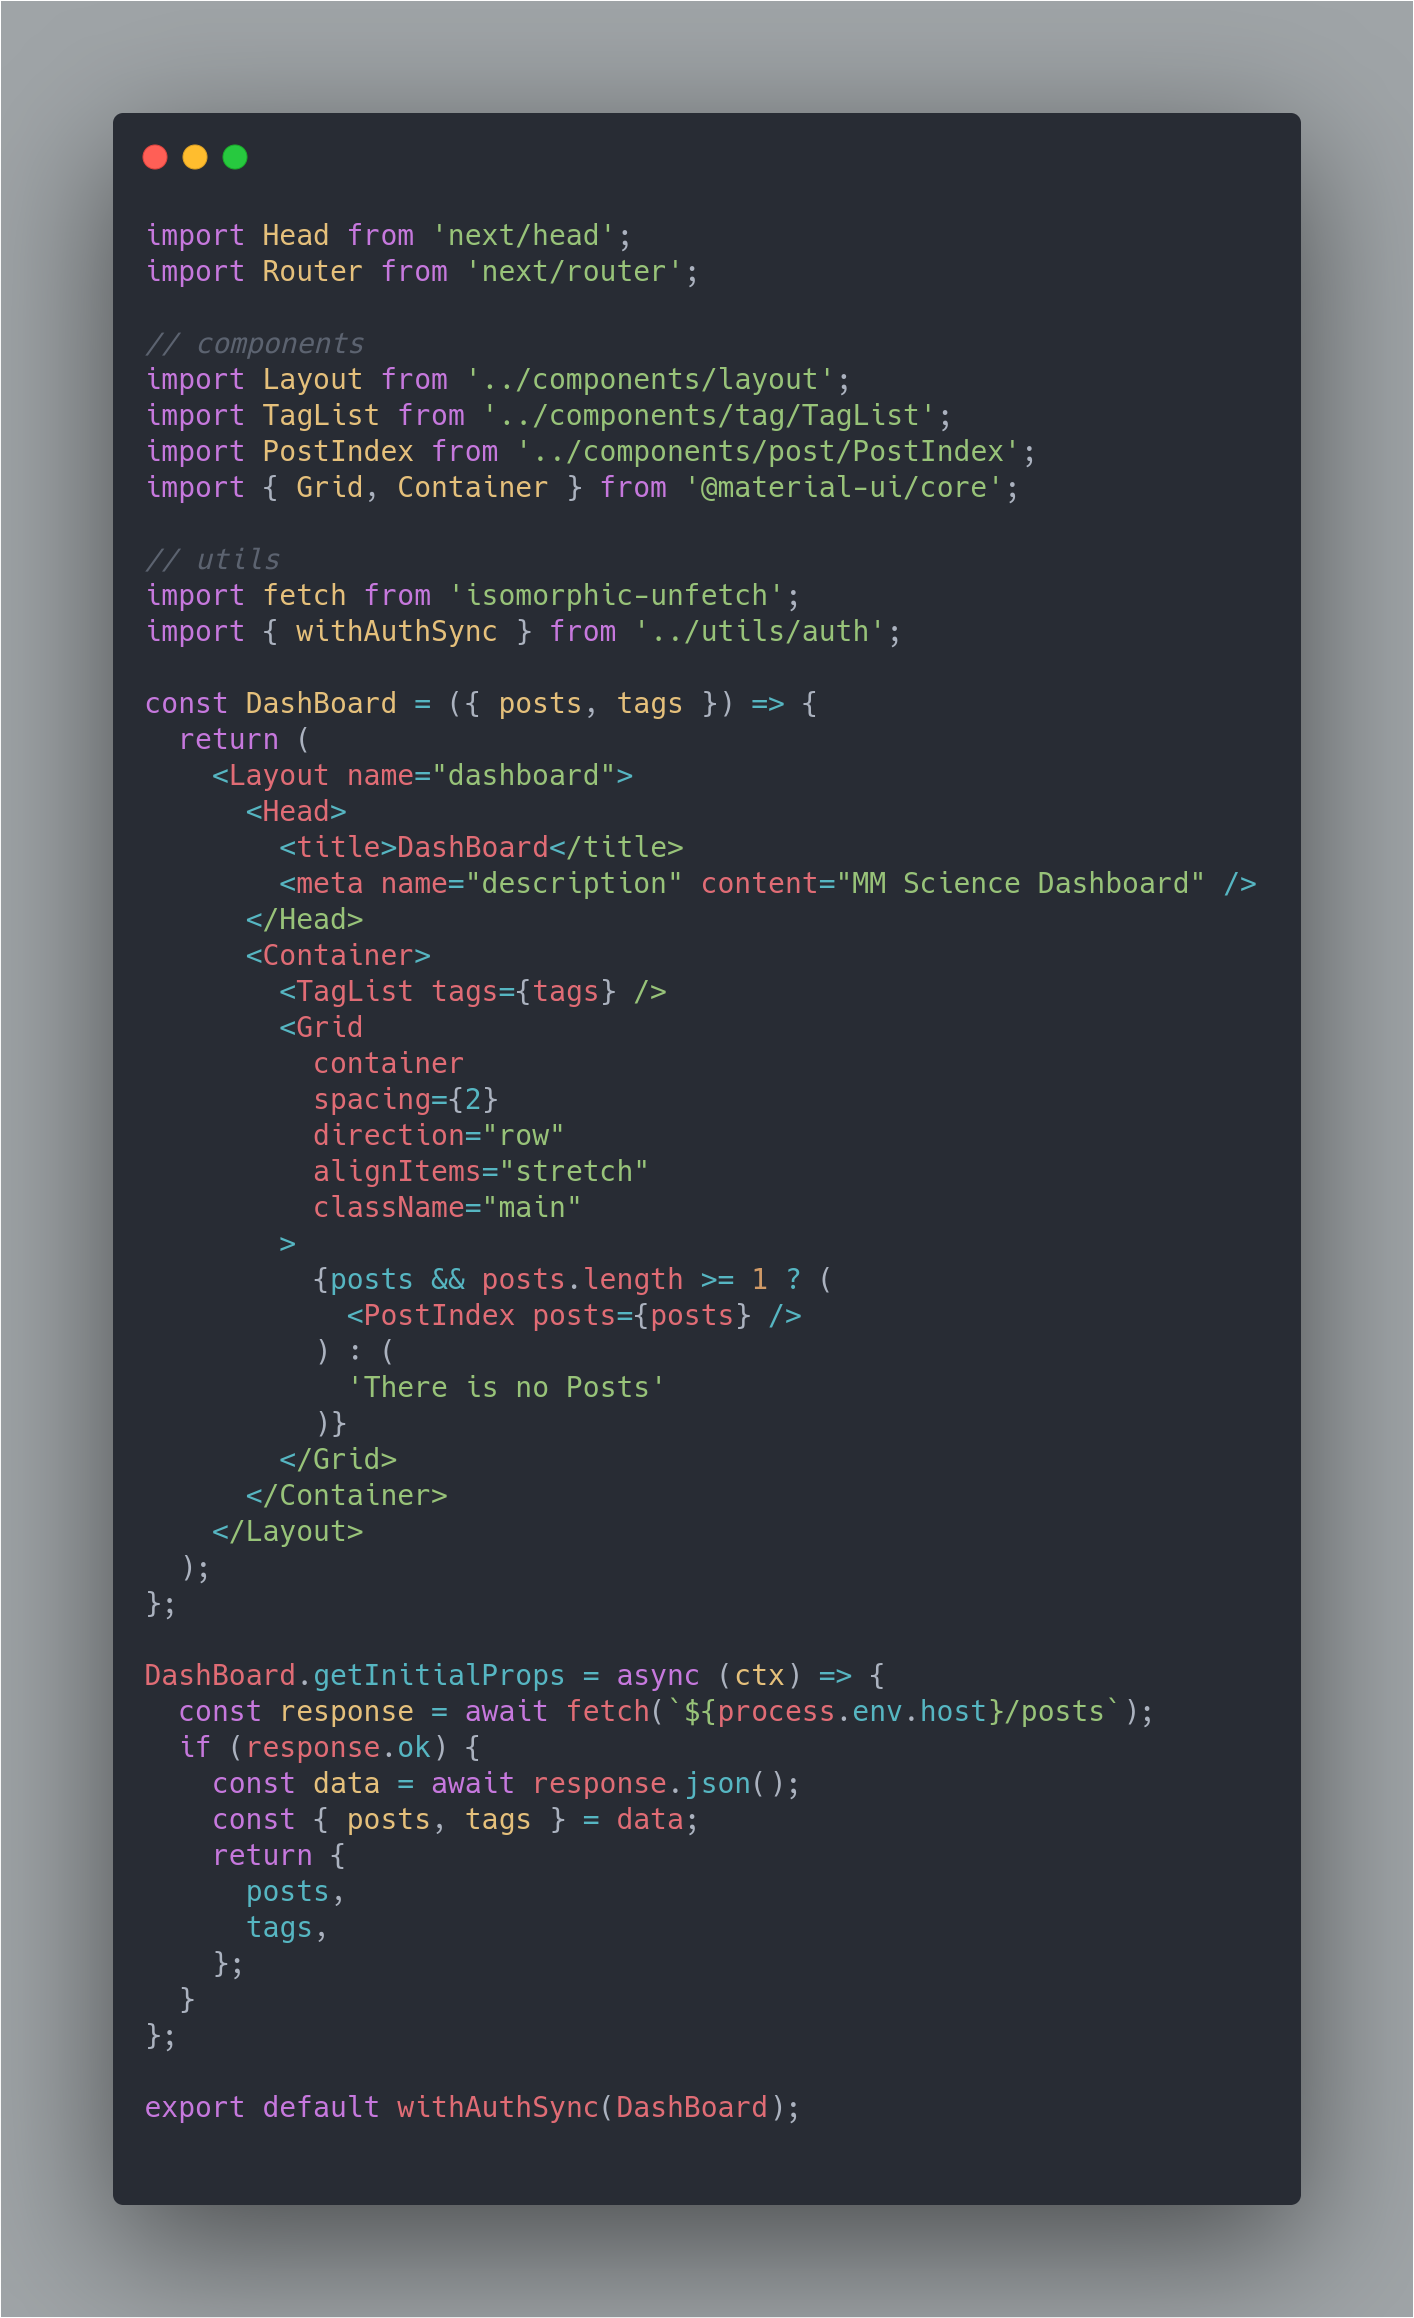 import Head from 'next/head';
import Router from 'next/router';

// components
import Layout from '../components/layout';
import TagList from '../components/tag/TagList';
import PostIndex from '../components/post/PostIndex';
import { Grid, Container } from '@material-ui/core';

// utils
import fetch from 'isomorphic-unfetch';
import { withAuthSync } from '../utils/auth';

const DashBoard = ({ posts, tags }) => {
  return (
    <Layout name="dashboard">
      <Head>
        <title>DashBoard</title>
        <meta name="description" content="MM Science Dashboard" />
      </Head>
      <Container>
        <TagList tags={tags} />
        <Grid
          container
          spacing={2}
          direction="row"
          alignItems="stretch"
          className="main"
        >
          {posts && posts.length >= 1 ? (
            <PostIndex posts={posts} />
          ) : (
            'There is no Posts'
          )}
        </Grid>
      </Container>
    </Layout>
  );
};

DashBoard.getInitialProps = async (ctx) => {
  const response = await fetch(`${process.env.host}/posts`);
  if (response.ok) {
    const data = await response.json();
    const { posts, tags } = data;
    return {
      posts,
      tags,
    };
  }
};

export default withAuthSync(DashBoard);